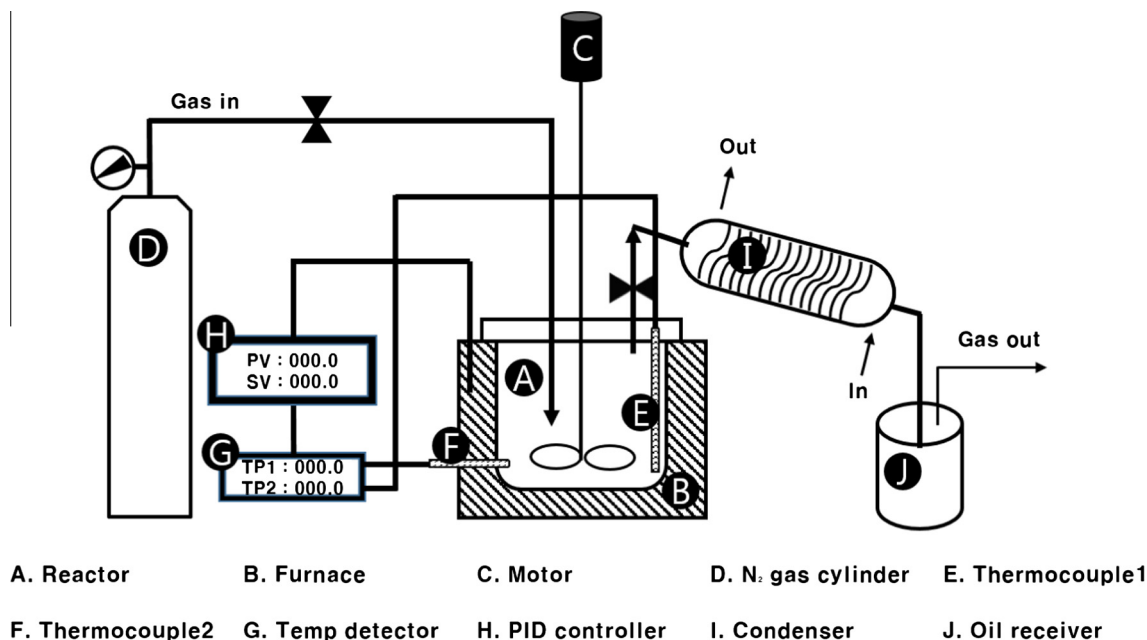 C
Gas in
Out
D
I
H
PV : 000.0
SV : 000.0
Gas out
A
In
E
F
G
TP1 : 000.0
TP2 : 000.0
J
B
A. Reactor B. Furnace C. Motor D. N₂ gas cylinder E. Thermocouple1
F. Thermocouple2 G. Temp detector H. PID controller I. Condenser J. Oil receiver